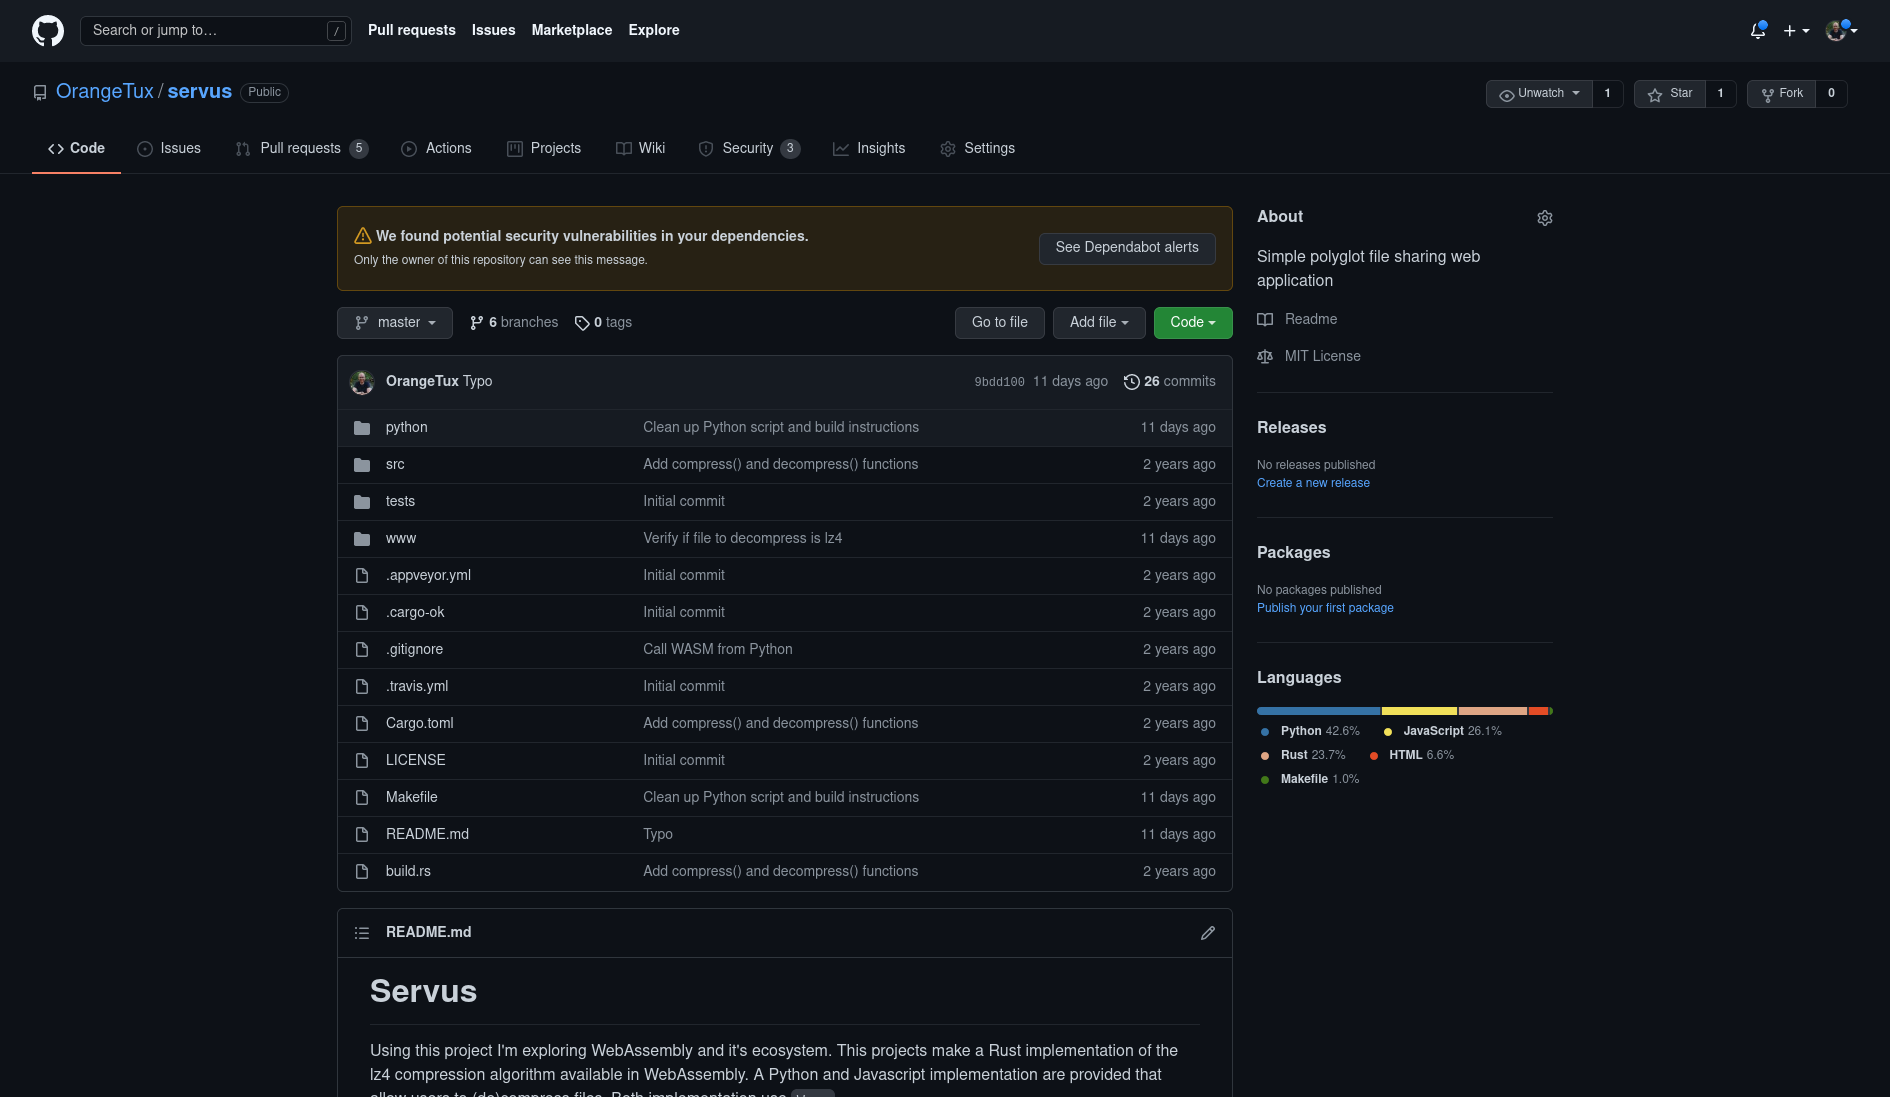 Search or jump to…
/
Pull requests Issues Marketplace Explore
OrangeTux / servus Public
Unwatch 1 Star 1 Fork 0
Code Issues Pull requests 5 Actions Projects Wiki Security 3 Insights Settings
We found potential security vulnerabilities in your dependencies.
Only the owner of this repository can see this message.
See Dependabot alerts
master 6 branches 0 tags Go to file Add file Code
OrangeTux Typo 9bdd100 11 days ago 26 commits
python Clean up Python script and build instructions 11 days ago
src Add compress() and decompress() functions 2 years ago
tests Initial commit 2 years ago
www Verify if file to decompress is lz4 11 days ago
.appveyor.yml Initial commit 2 years ago
.cargo-ok Initial commit 2 years ago
.gitignore Call WASM from Python 2 years ago
.travis.yml Initial commit 2 years ago
Cargo.toml Add compress() and decompress() functions 2 years ago
LICENSE Initial commit 2 years ago
Makefile Clean up Python script and build instructions 11 days ago
README.md Typo 11 days ago
build.rs Add compress() and decompress() functions 2 years ago
README.md
Servus
Using this project I'm exploring WebAssembly and it's ecosystem. This projects make a Rust implementation of the
lz4 compression algorithm available in WebAssembly. A Python and Javascript implementation are provided that
allow users to (de)compress files. Both implementation use
About
Simple polyglot file sharing web
application
Readme
MIT License
Releases
No releases published
Create a new release
Packages
No packages published
Publish your first package
Languages
Python 42.6% JavaScript 26.1%
Rust 23.7% HTML 6.6%
Makefile 1.0%